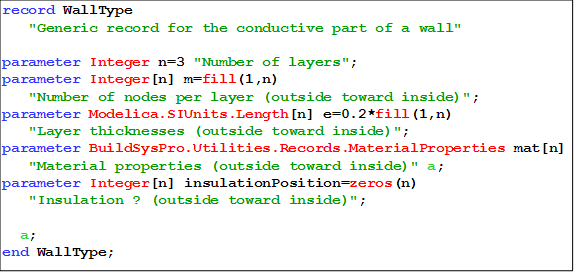 record WallType
"Generic record for the conductive part of a wall"
parameter Integer n=3 "Number of layers";
parameter Integer[n] m=fill(1,n)
"Number of nodes per layer (outside toward inside)";
parameter Modelica.SIUnits.Length[n] e=0.2*fill(1,n)
"Layer thicknesses (outside toward inside)";
parameter BuildSysPro.Utilities.Records.MaterialProperties mat[n]
"Material properties (outside toward inside)" a;
parameter Integer[n] insulationPosition=zeros(n)
"Insulation ? (outside toward inside)";
a;
end WallType;